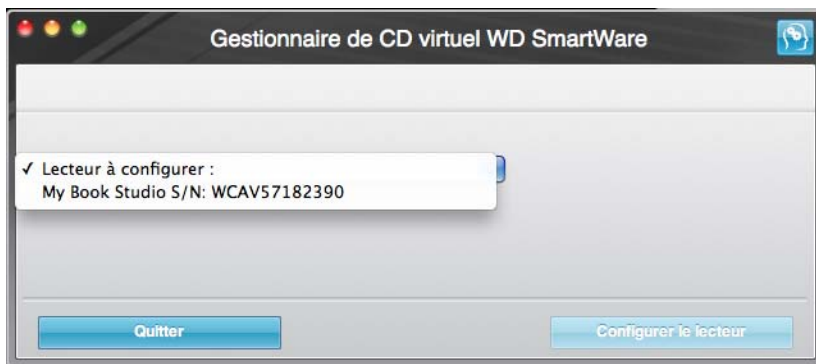 Gestionnaire de CD virtuel WD SmartWare
✓ Lecteur à configurer :
My Book Studio S/N: WCAV57182390
Quitter
Configurer le lecteur